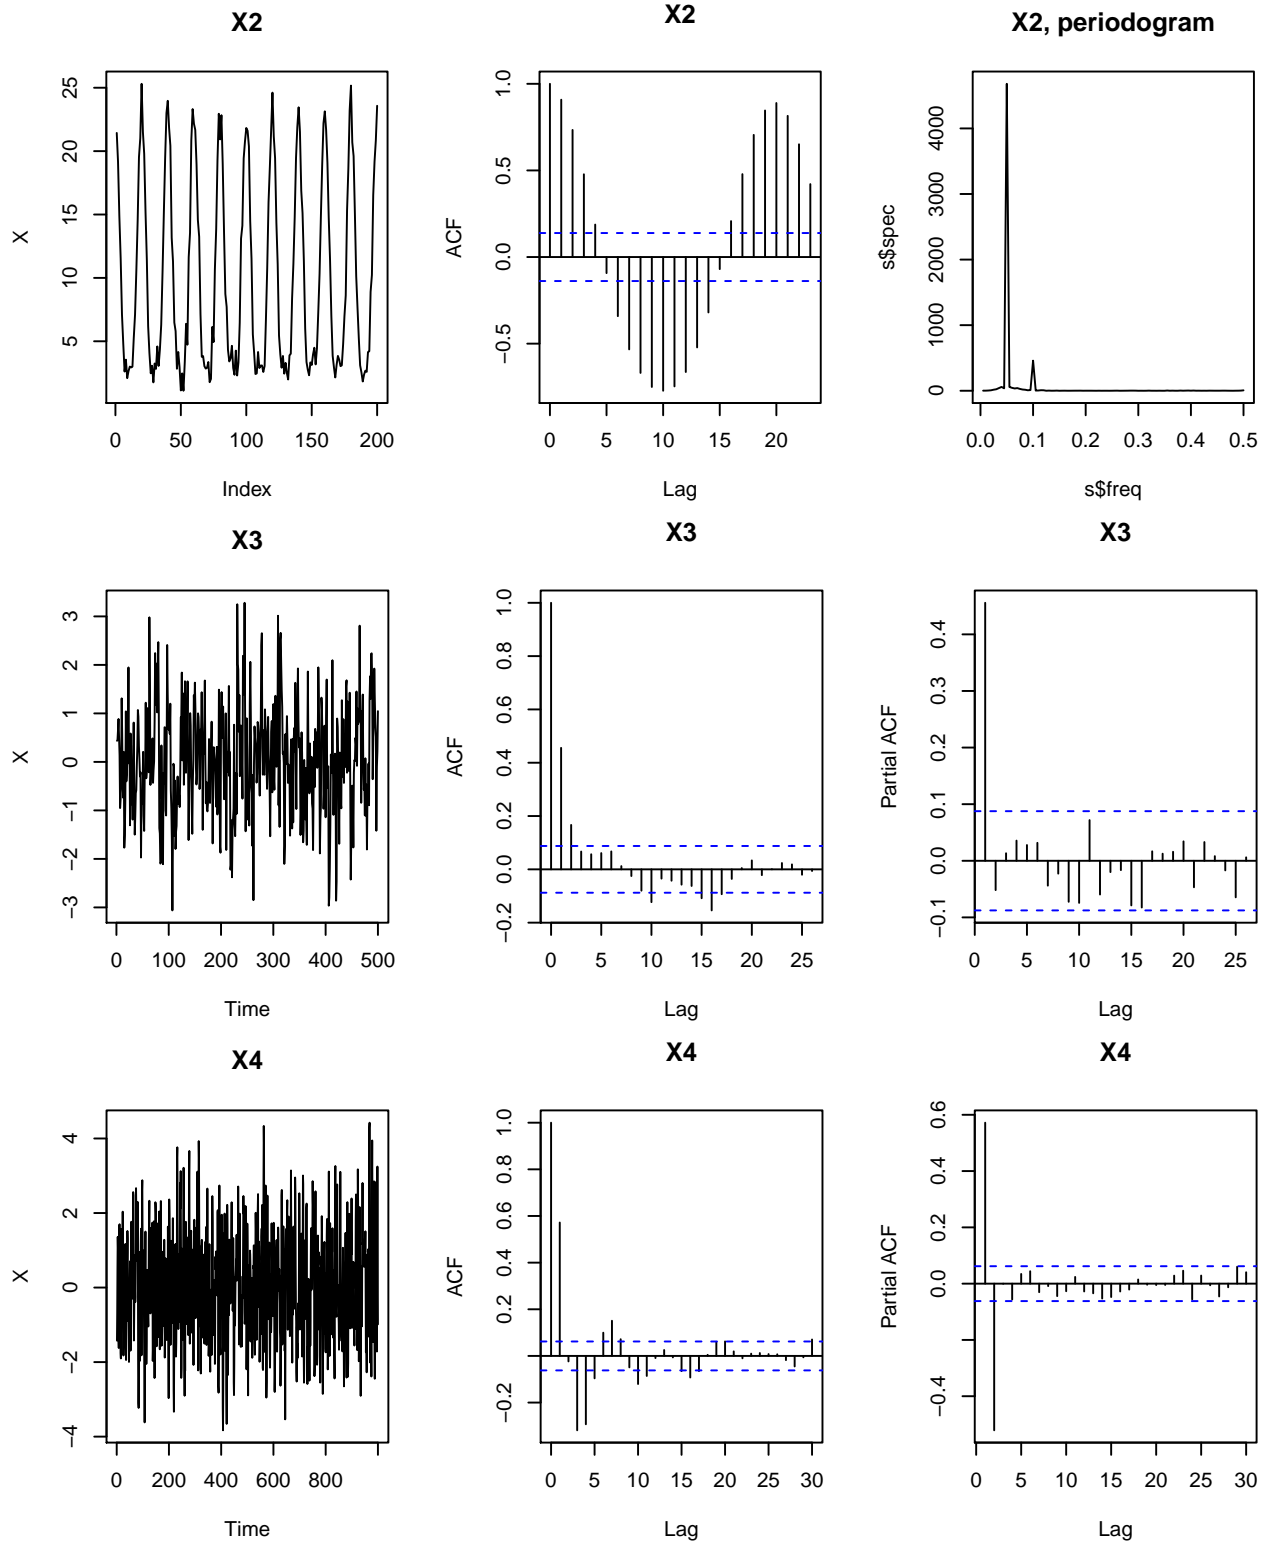 X2
X2
X2, periodogram
X
5 10 15 20 25
0 50 100 150 200
Index
ACF
−0.5 0.0 0.5 1.0
0 5 10 15 20
Lag
s$spec
0 1000 2000 3000 4000
0.0 0.1 0.2 0.3 0.4 0.5
s$freq
X3
X3
X3
X
−3 −2 −1 0 1 2 3
0 100 200 300 400 500
Time
ACF
−0.2 0.0 0.2 0.4 0.6 0.8 1.0
0 5 10 15 20 25
Lag
Partial ACF
−0.1 0.0 0.1 0.2 0.3 0.4
0 5 10 15 20 25
Lag
X4
X4
X4
X
−4 −2 0 2 4
0 200 400 600 800
Time
ACF
−0.2 0.2 0.4 0.6 0.8 1.0
0 5 10 15 20 25 30
Lag
Partial ACF
−0.4 0.0 0.2 0.4 0.6
0 5 10 15 20 25 30
Lag